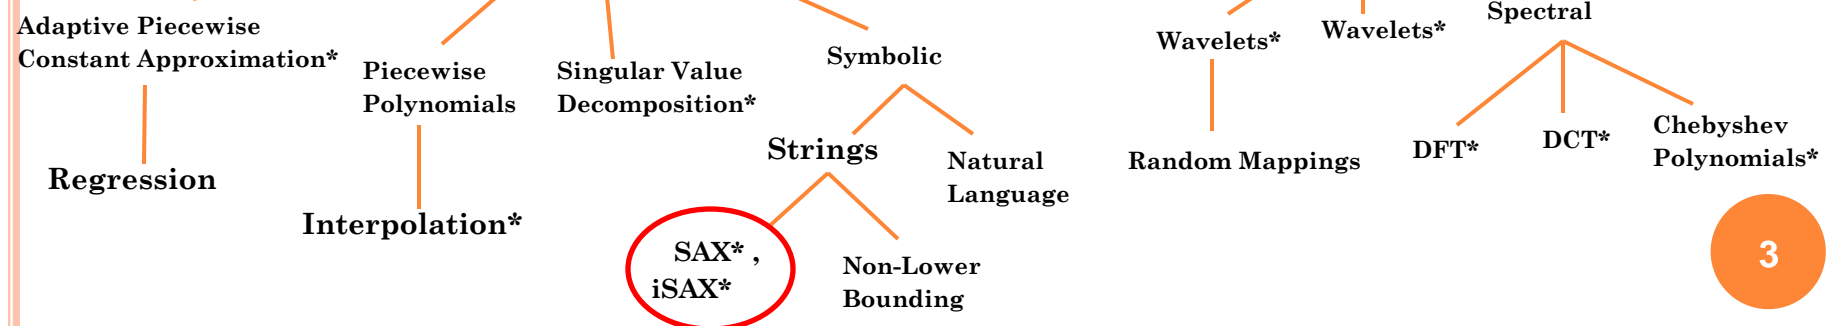 Adaptive Piecewise
Constant Approximation*
Regression
Piecewise
Polynomials
Interpolation*
Singular Value
Decomposition*
Symbolic
Strings
Natural
Language
SAX* ,
iSAX*
Non-Lower
Bounding
Wavelets*
Random Mappings
Wavelets*
Spectral
DFT*
DCT*
Chebyshev
Polynomials*
3